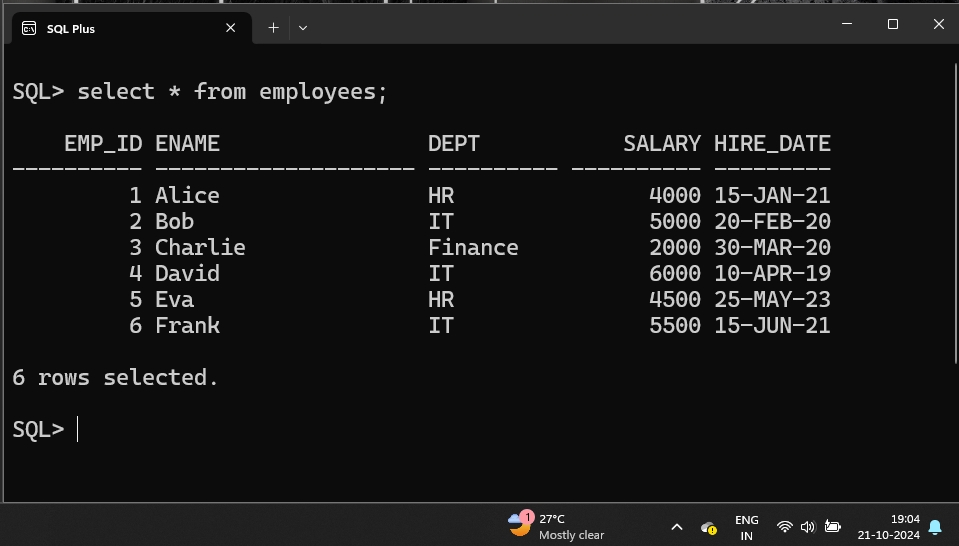 SQL Plus
SQL> select * from employees;
EMP_ID ENAME DEPT SALARY HIRE_DATE
---------- -------------------- ---------- ---------- ---------
1 Alice HR 4000 15-JAN-21
2 Bob IT 5000 20-FEB-20
3 Charlie Finance 2000 30-MAR-20
4 David IT 6000 10-APR-19
5 Eva HR 4500 25-MAY-23
6 Frank IT 5500 15-JUN-21
6 rows selected.
SQL>
1
27°C
Mostly clear
ENG
IN
19:04
21-10-2024